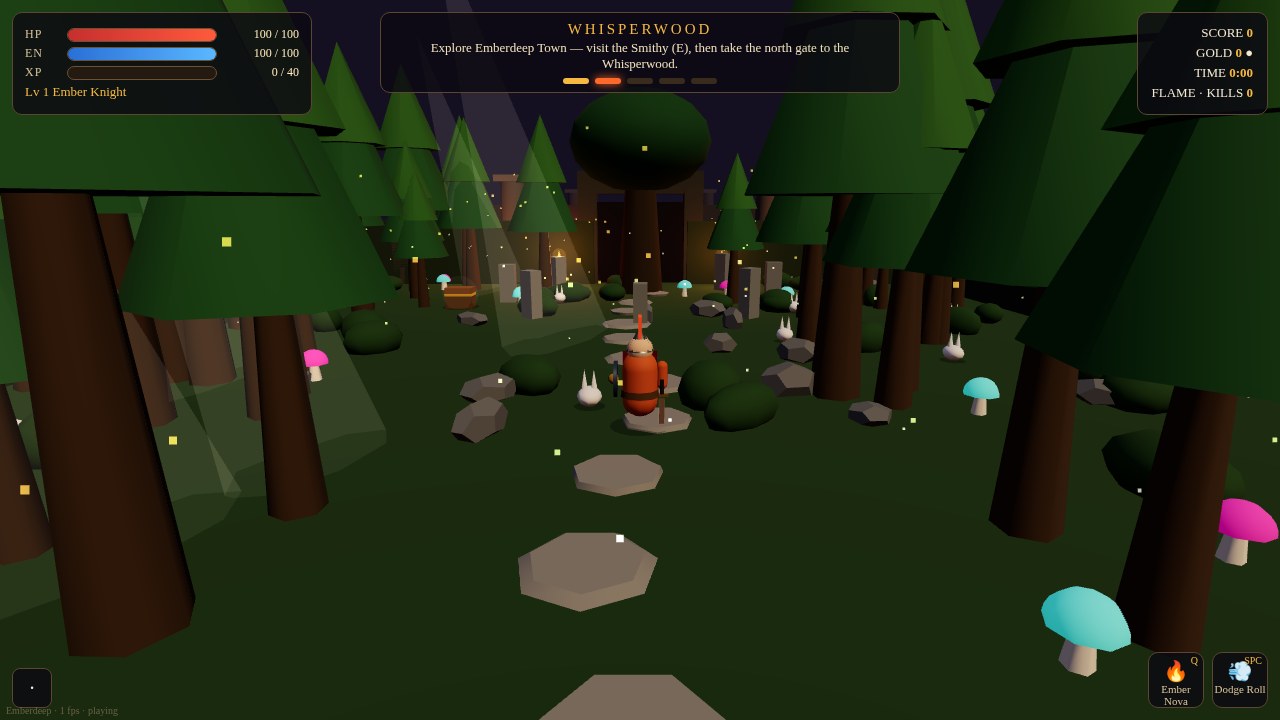 HP 100 / 100
EN 100 / 100
XP 0 / 40
Lv 1 Ember Knight
WHISPERWOOD
Explore Emberdeep Town — visit the Smithy (E), then take the north gate to the
Whisperwood.
SCORE 0
GOLD 0 ●
TIME 0:00
FLAME · KILLS 0
Q
Ember
Nova
SPC
Dodge Roll
Emberdeep · 1 fps · playing